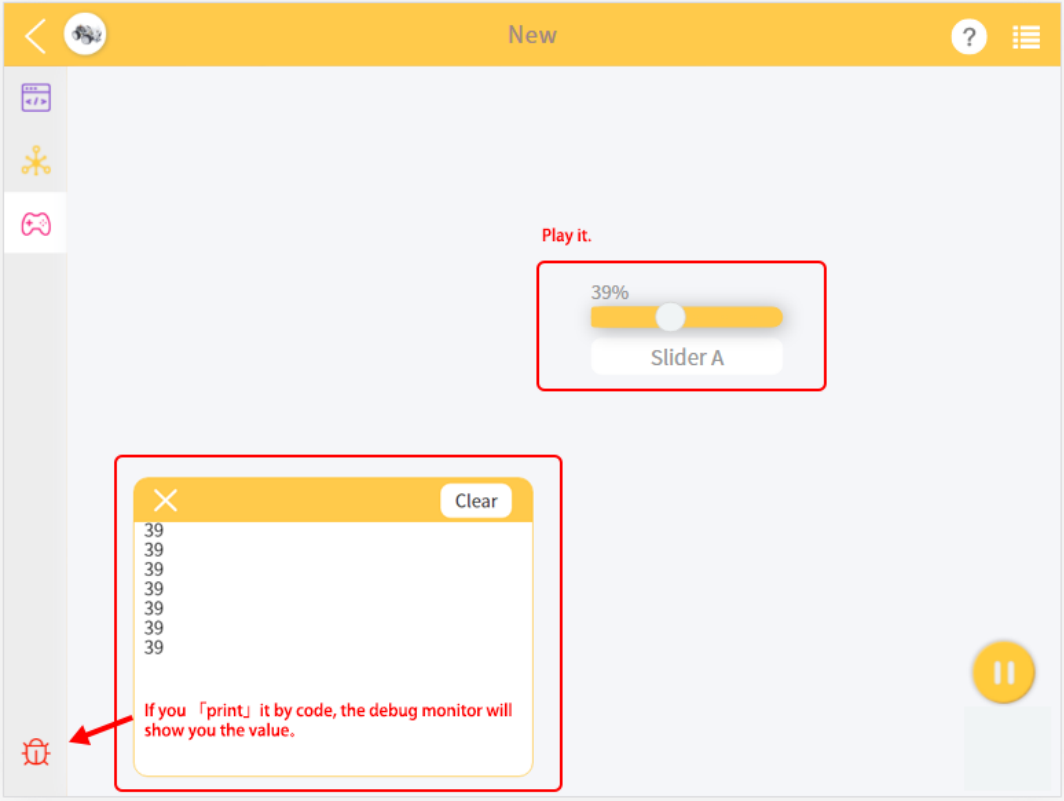 New
?
</>
Play it.
39%
Slider A
Clear
39
39
39
39
39
39
39
If you 「print」it by code, the debug monitor will
show you the value。